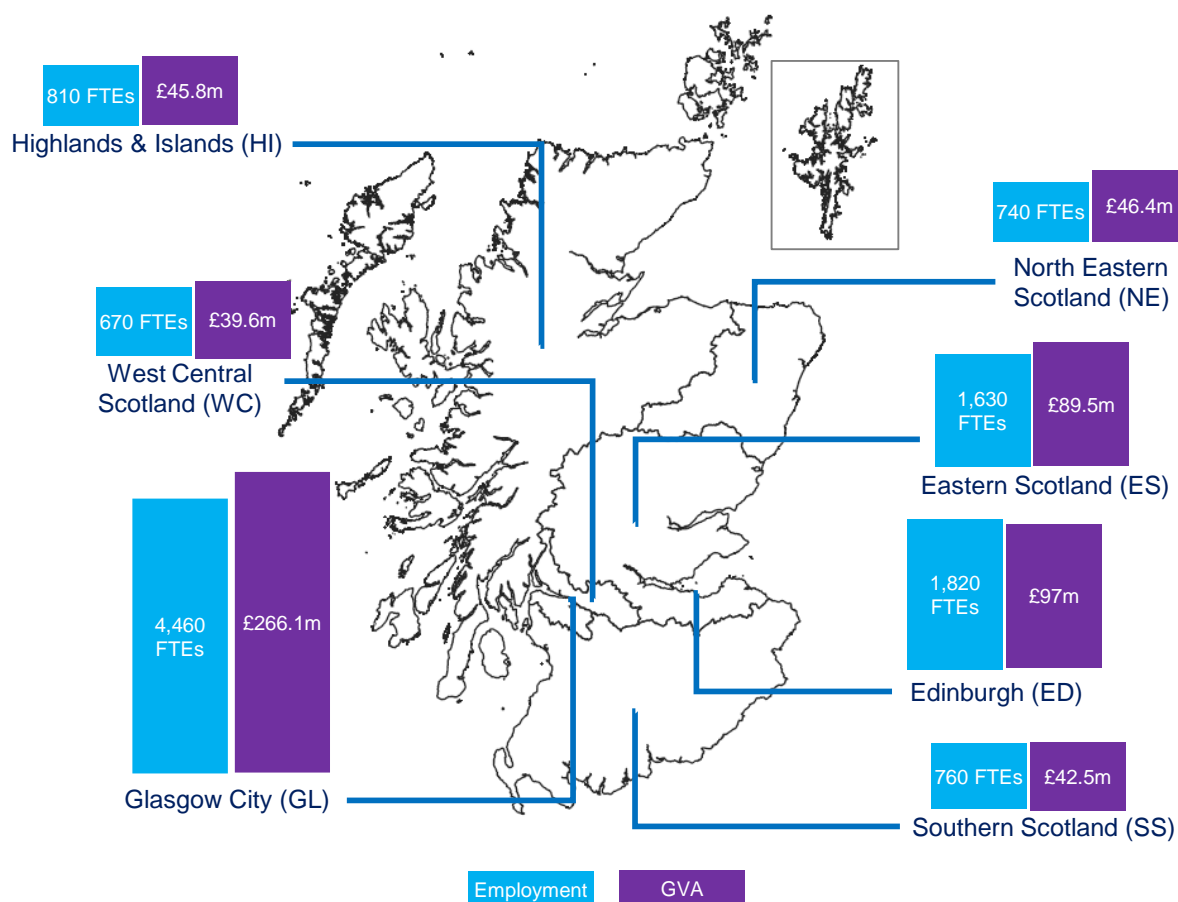 810 FTEs
£45.8m
Highlands & Islands (HI)
740 FTEs
£46.4m
North Eastern
Scotland (NE)
670 FTEs
£39.6m
West Central
Scotland (WC)
1,630
FTEs
£89.5m
Eastern Scotland (ES)
4,460
FTEs
£266.1m
Glasgow City (GL)
1,820
FTEs
£97m
Edinburgh (ED)
760 FTEs
£42.5m
Southern Scotland (SS)
Employment
GVA